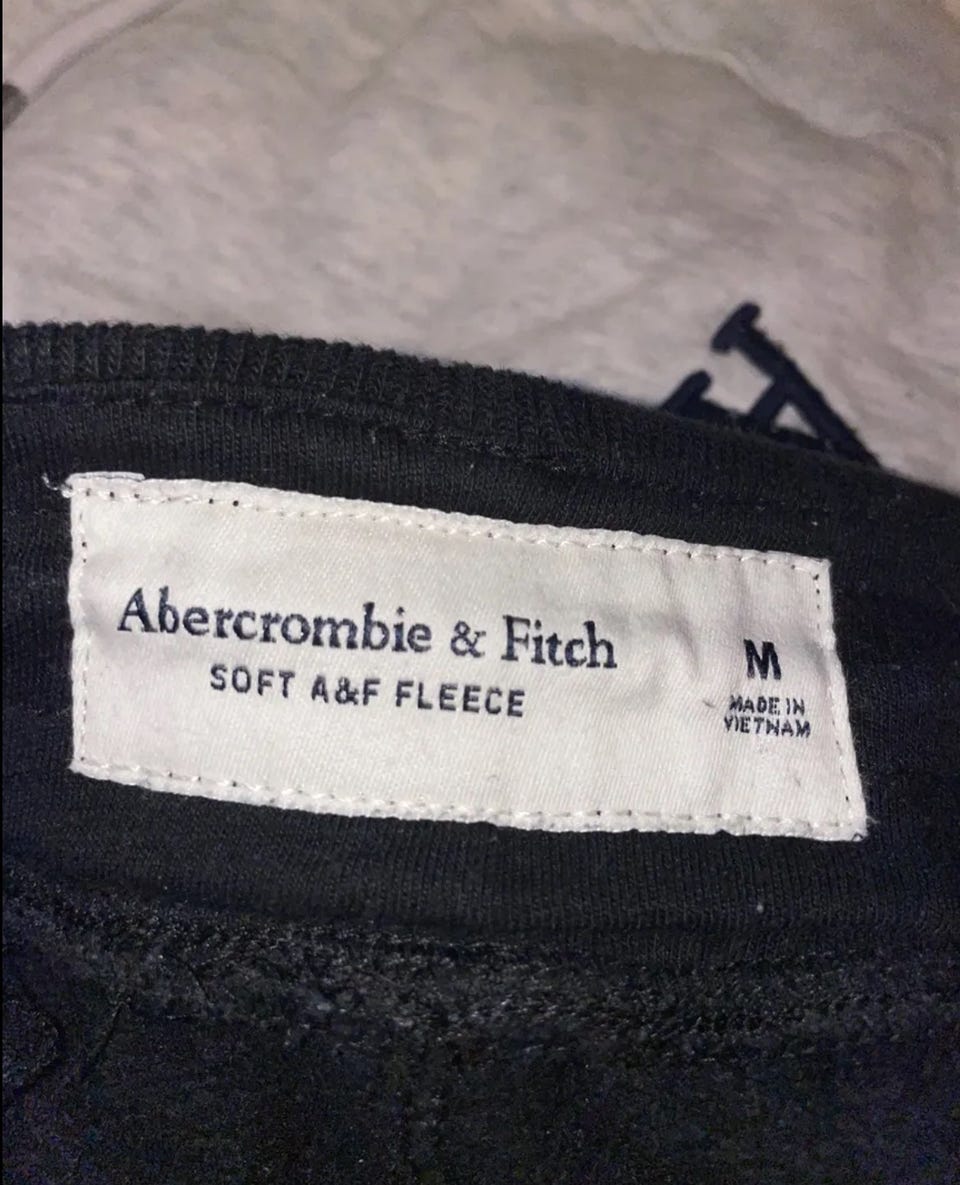 Abercrombie & Fitch
SOFT A&F FLEECE
M
MADE IN
VIETNAM